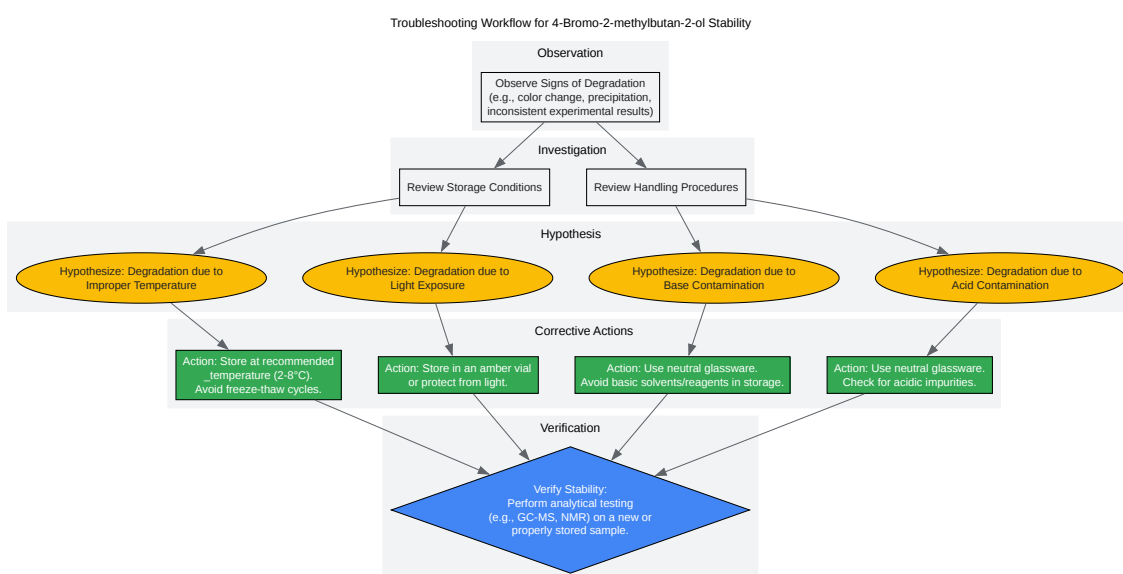 Troubleshooting Workflow for 4-Bromo-2-methylbutan-2-ol Stability
Observation
Observe Signs of Degradation
(e.g., color change, precipitation,
inconsistent experimental results)
Investigation
Review Storage Conditions
Review Handling Procedures
Hypothesis
Hypothesize: Degradation due to
Improper Temperature
Hypothesize: Degradation due to
Light Exposure
Hypothesize: Degradation due to
Base Contamination
Hypothesize: Degradation due to
Acid Contamination
Corrective Actions
Action: Store at recommended
_temperature (2-8°C).
Avoid freeze-thaw cycles.
Action: Store in an amber vial
or protect from light.
Action: Use neutral glassware.
Avoid basic solvents/reagents in storage.
Action: Use neutral glassware.
Check for acidic impurities.
Verification
Verify Stability:
Perform analytical testing
(e.g., GC-MS, NMR) on a new or
properly stored sample.